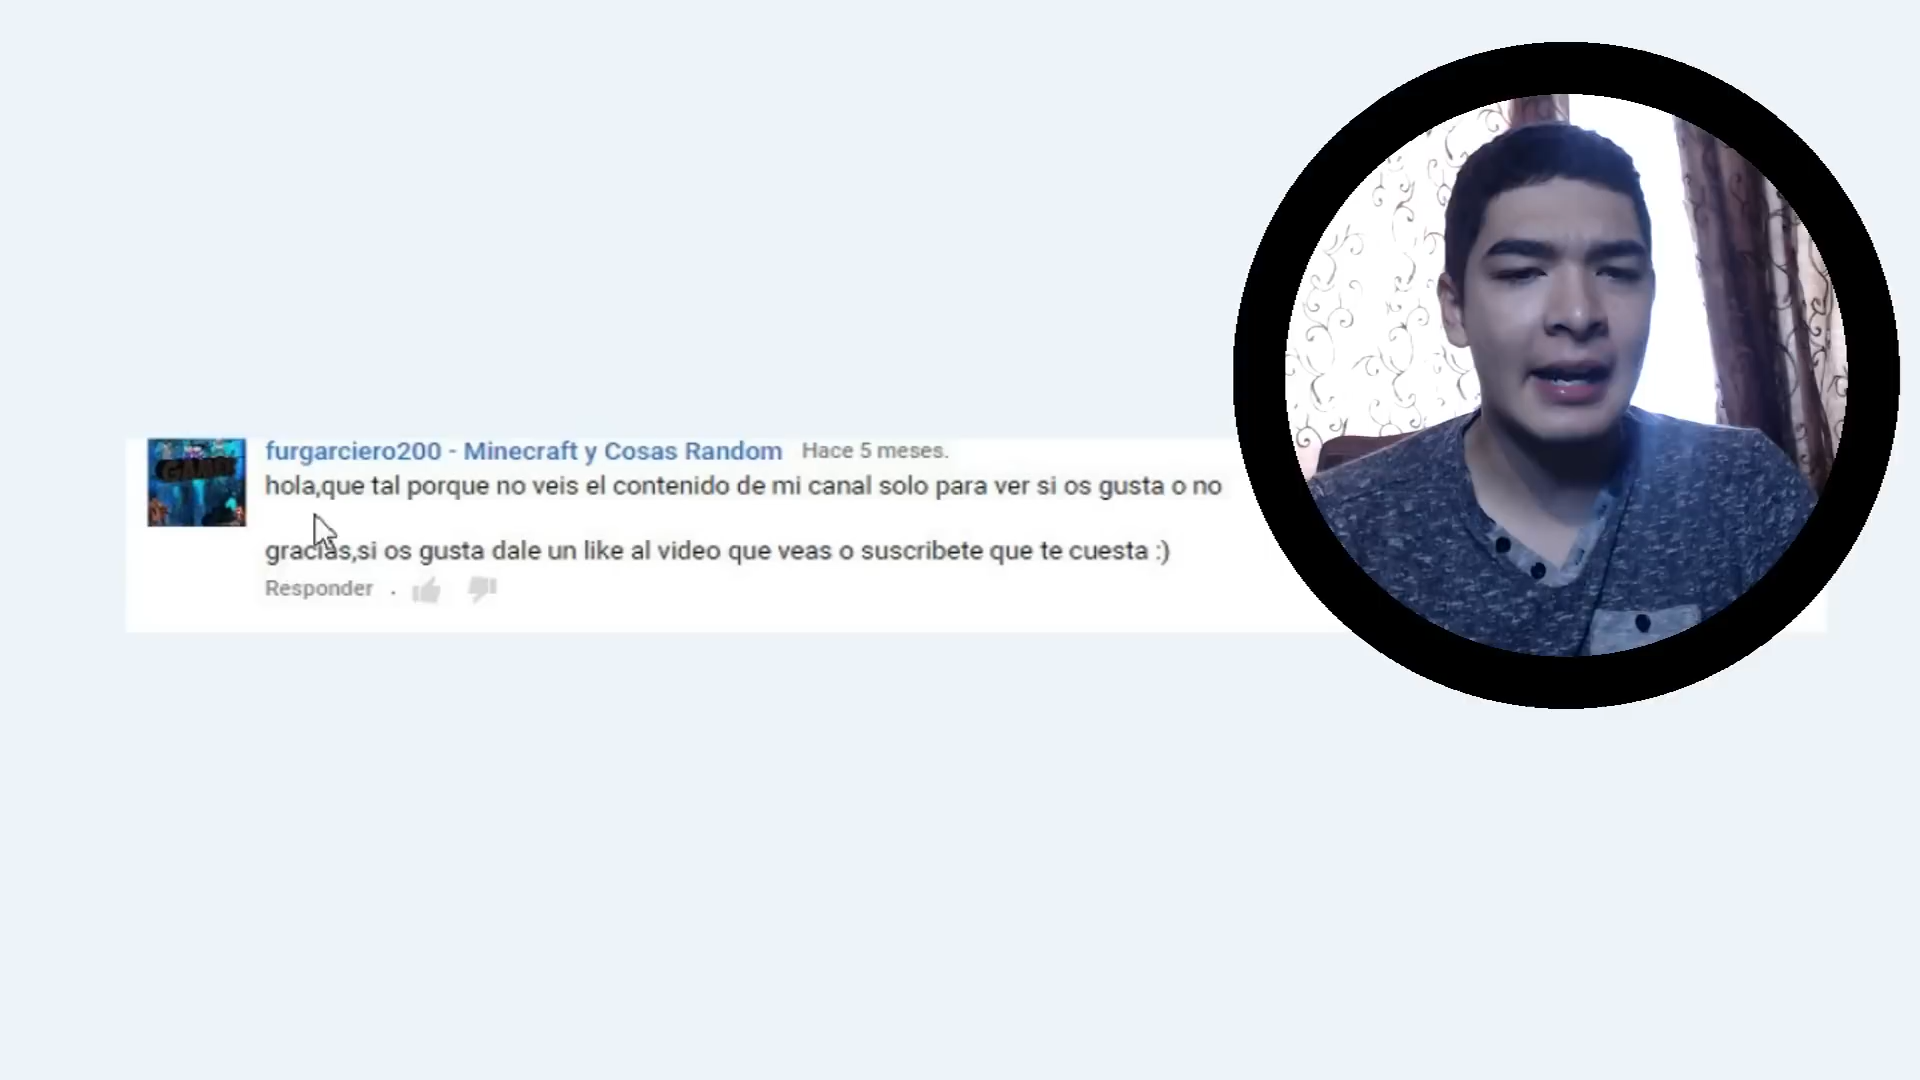 GAMER
furgarciero200 - Minecraft y Cosas Random Hace 5 meses.
hola,que tal porque no veis el contenido de mi canal solo para ver si os gusta o no
gracias,si os gusta dale un like al video que veas o suscribete que te cuesta :)
Responder .